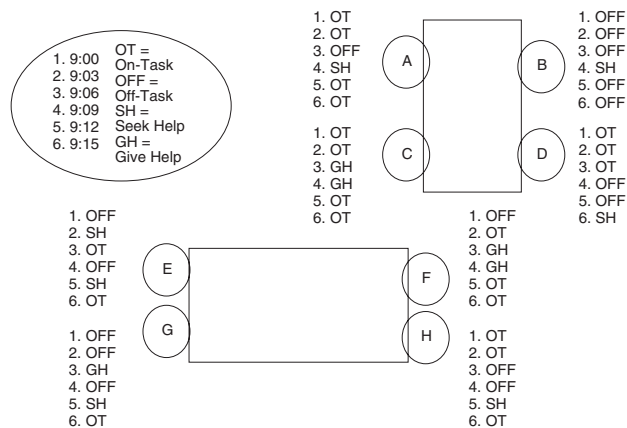 1. 9:00
2. 9:03
3. 9:06
4. 9:09
5. 9:12
6. 9:15
OT =
On-Task
OFF =
Off-Task
SH =
Seek Help
GH =
Give Help
1. OT
2. OT
3. OFF
4. SH
5. OT
6. OT
A
B
1. OFF
2. OFF
3. OFF
4. SH
5. OFF
6. OFF
1. OT
2. OT
3. GH
4. GH
5. OT
6. OT
C
D
1. OT
2. OT
3. OT
4. OFF
5. OFF
6. SH
1. OFF
2. SH
3. OT
4. OFF
5. SH
6. OT
E
F
1. OFF
2. OT
3. GH
4. GH
5. OT
6. OT
1. OFF
2. OFF
3. GH
4. OFF
5. SH
6. OT
G
H
1. OT
2. OT
3. OFF
4. OFF
5. SH
6. OT